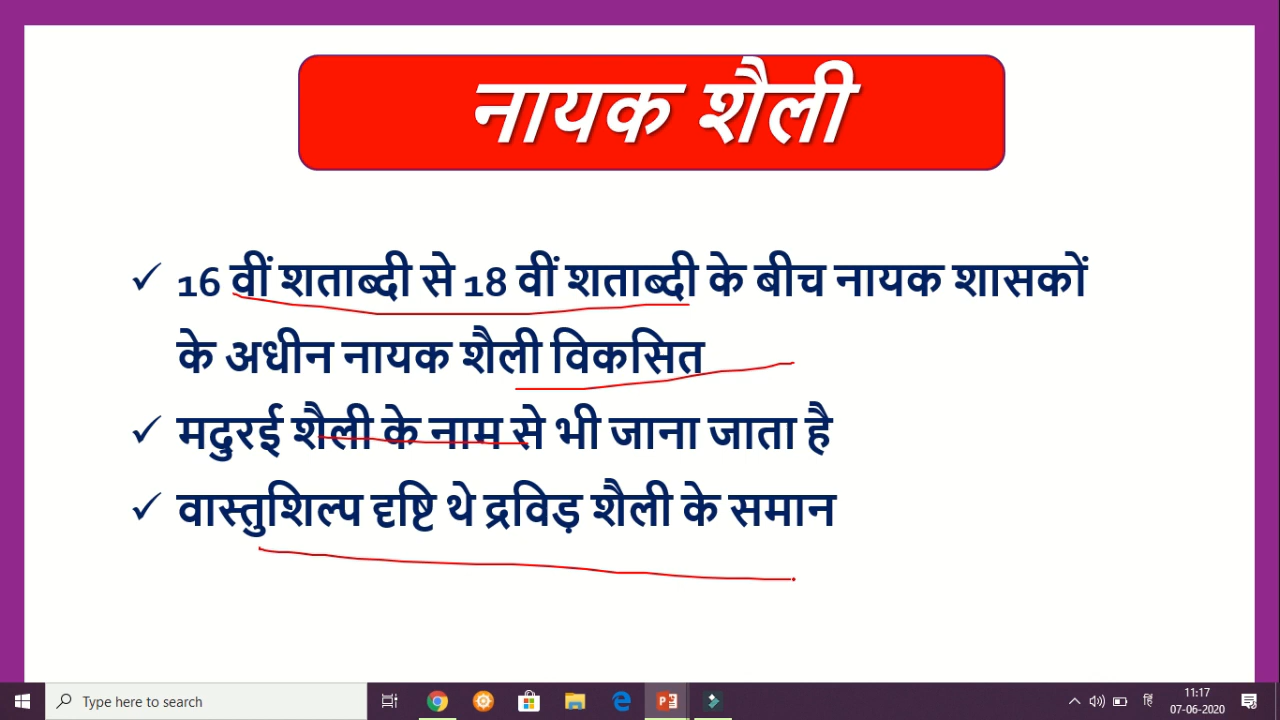 नायक शैली
✓ 16 वीं शताब्दी से 18 वीं शताब्दी के बीच नायक शासकों
के अधीन नायक शैली विकसित
✓ मदुरई शैली के नाम से भी जाना जाता है
✓ वास्तुशिल्प दृष्टि थे द्रविड़ शैली के समान
Type here to search
हिं
11:17
07-06-2020